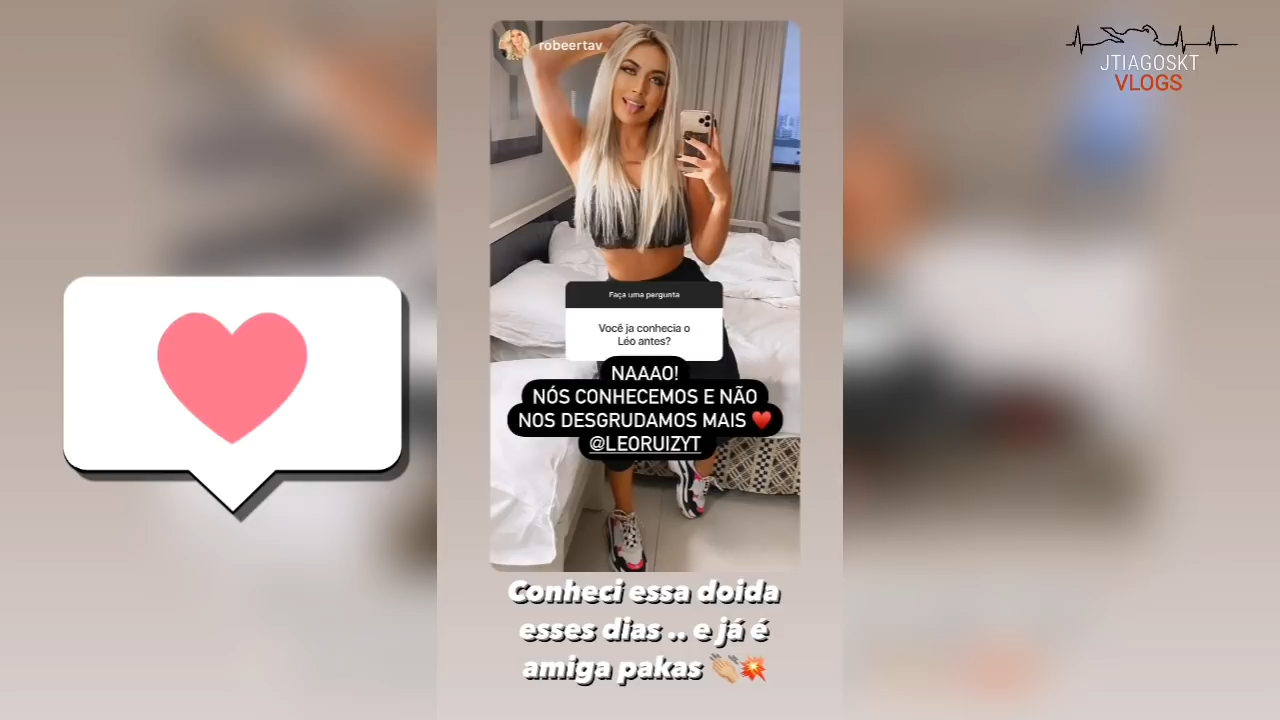 robeertav
JTIAGOSKT
VLOGS
Faça uma pergunta
Você ja conhecia o
Léo antes?
NAAAO!
NÓS CONHECEMOS E NÃO
NOS DESGRUDAMOS MAIS ❤️
@LEORUIZYT
Conheci essa doida
esses dias .. e já é
amiga pakas 👏🏼💥